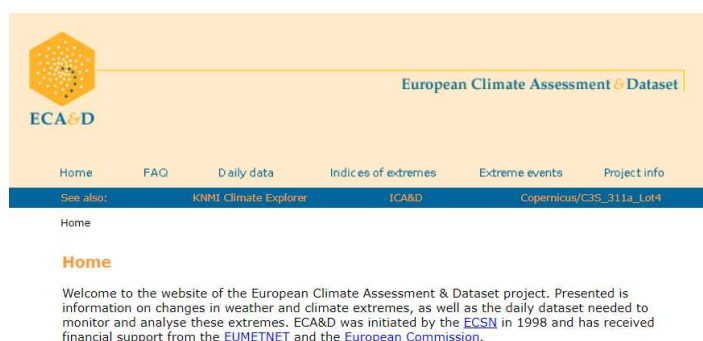 European Climate Assessment & Dataset
ECA&D
Home FAQ Daily data Indices of extremes Extreme events Project info
See also: KNMI Climate Explorer ICA&D Copernicus/C3S_311a_Lot4
Home
Home
Welcome to the website of the European Climate Assessment & Dataset project. Presented is
information on changes in weather and climate extremes, as well as the daily dataset needed to
monitor and analyse these extremes. ECA&D was initiated by the ECSN in 1998 and has received
financial support from the EUMETNET and the European Commission.